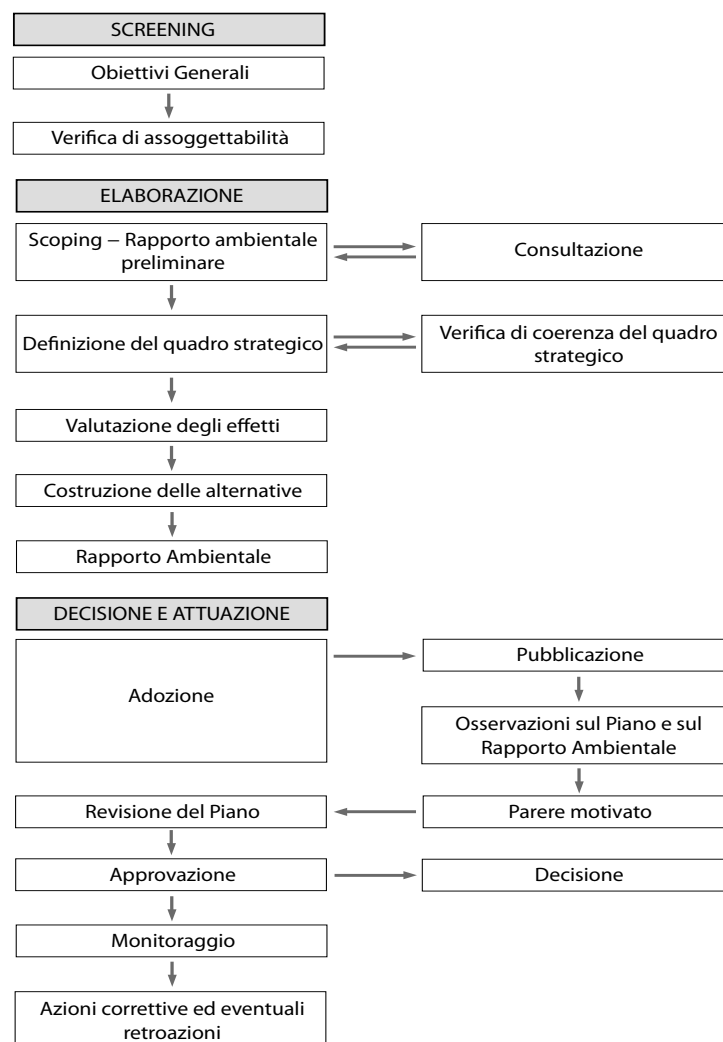 SCREENING
Obiettivi Generali
Verifica di assoggettabilità
ELABORAZIONE
Scoping – Rapporto ambientale
preliminare
Consultazione
Definizione del quadro strategico
Verifica di coerenza del quadro
strategico
Valutazione degli effetti
Costruzione delle alternative
Rapporto Ambientale
DECISIONE E ATTUAZIONE
Adozione
Pubblicazione
Osservazioni sul Piano e sul
Rapporto Ambientale
Revisione del Piano
Parere motivato
Approvazione
Decisione
Monitoraggio
Azioni correttive ed eventuali
retroazioni